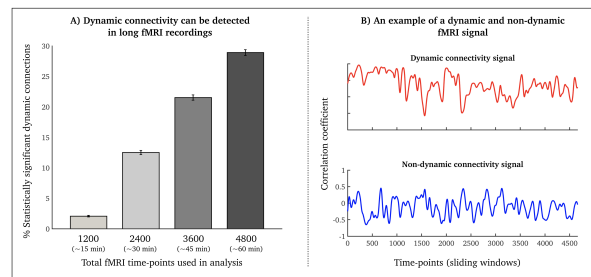 A) Dynamic connectivity can be detected
in long fMRI recordings
% Statistically significant dynamic connections
30
25
20
15
10
5
0
1200
2400
3600
4800
(~15 min)
(~30 min)
(~45 min)
(~60 min)
Total fMRI time-points used in analysis
B) An example of a dynamic and non-dynamic
fMRI signal
Dynamic connectivity signal
Correlation coefficient
Non-dynamic connectivity signal
1
0.5
0
-0.5
-1
0
500
1000
1500
2000
2500
3000
3500
4000
4500
Time-points (sliding windows)